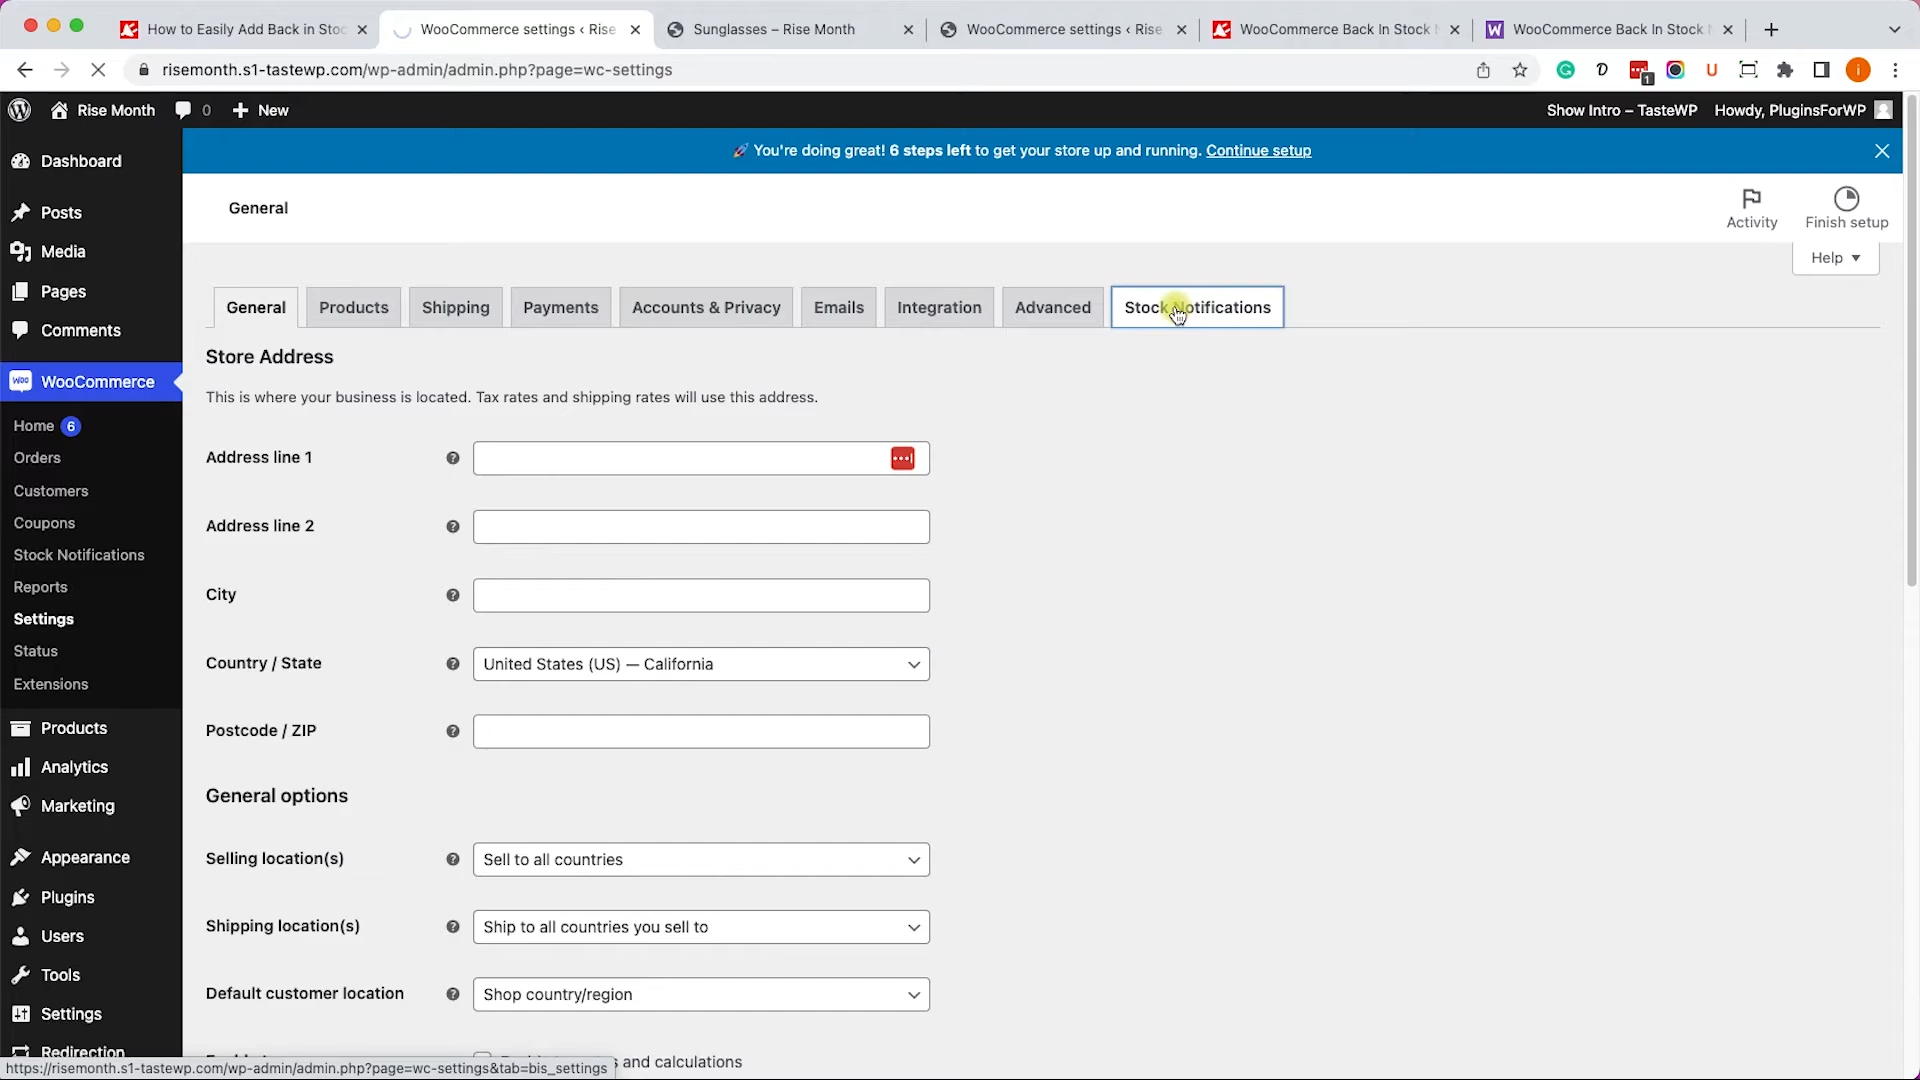 How to Easily Add Back in Stoc
WooCommerce settings ‹ Rise
Sunglasses – Rise Month
WooCommerce settings ‹ Rise
WooCommerce Back In Stock
WooCommerce Back In Stock
risemonth.s1-tastewp.com/wp-admin/admin.php?page=wc-settings
1
U
i
Rise Month
0
New
Show Intro – TasteWP
Howdy, PluginsForWP
Dashboard
Posts
Media
Pages
Comments
WOO
WooCommerce
Home 6
Orders
Customers
Coupons
Stock Notifications
Reports
Settings
Status
Extensions
Products
Analytics
Marketing
Appearance
Plugins
Users
Tools
Settings
Redirection
🚀 You're doing great! 6 steps left to get your store up and running. Continue setup
General
Activity
Finish setup
Help
General
Products
Shipping
Payments
Accounts & Privacy
Emails
Integration
Advanced
Stock Notifications
Store Address
This is where your business is located. Tax rates and shipping rates will use this address.
Address line 1
Address line 2
City
Country / State
United States (US) — California
Postcode / ZIP
General options
Selling location(s)
Sell to all countries
Shipping location(s)
Ship to all countries you sell to
Default customer location
Shop country/region
and calculations
https://risemonth.s1-tastewp.com/wp-admin/admin.php?page=wc-settings&tab=bis_settings